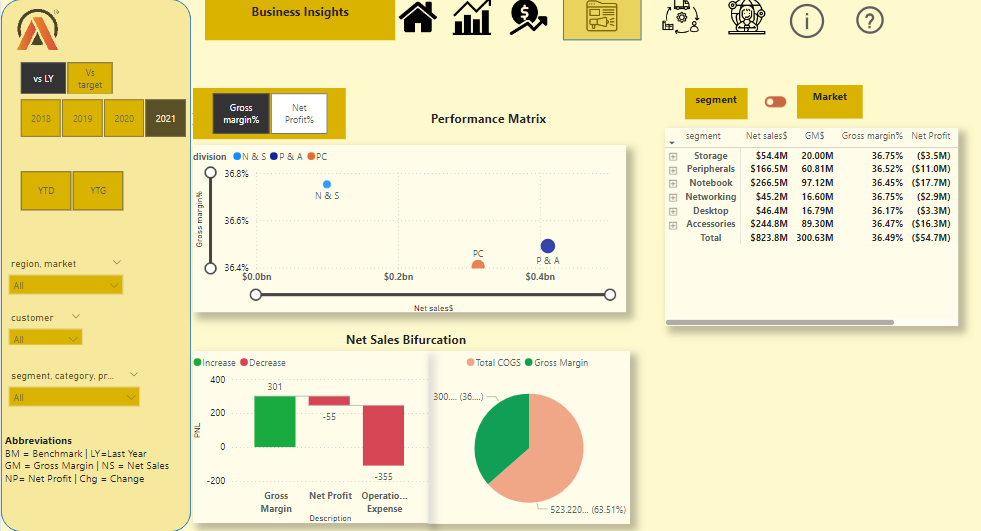 Business Insights
vs LY
Vs target
2018
2019
2020
2021
YTD
YTG
region, market
All
customer
All
segment, category, pr...
All
Abbreviations
BM = Benchmark | LY=Last Year
GM = Gross Margin | NS = Net Sales
NP= Net Profit | Chg = Change
Gross margin%
Net Profit%
Performance Matrix
division N & S P & A PC
Gross margin%
36.8%
36.6%
36.4%
N & S
PC
P & A
$0.0bn $0.2bn $0.4bn
Net sales$
Net Sales Bifurcation
Increase Decrease
PNL
400
200
0
-200
301
-55
-355
Gross Margin
Net Profit
Operatio... Expense
Description
Total COGS Gross Margin
300.... (36...)
523.220... (63.51%)
segment
Market
segment Net sales$ GM$ Gross margin% Net Profit
Storage $54.4M 20.00M 36.75% ($3.5M)
Peripherals $166.5M 60.81M 36.52% ($11.0M)
Notebook $266.5M 97.12M 36.45% ($17.7M)
Networking $45.2M 16.60M 36.75% ($2.9M)
Desktop $46.4M 16.79M 36.17% ($3.3M)
Accessories $244.8M 89.30M 36.47% ($16.3M)
Total $823.8M 300.63M 36.49% ($54.7M)